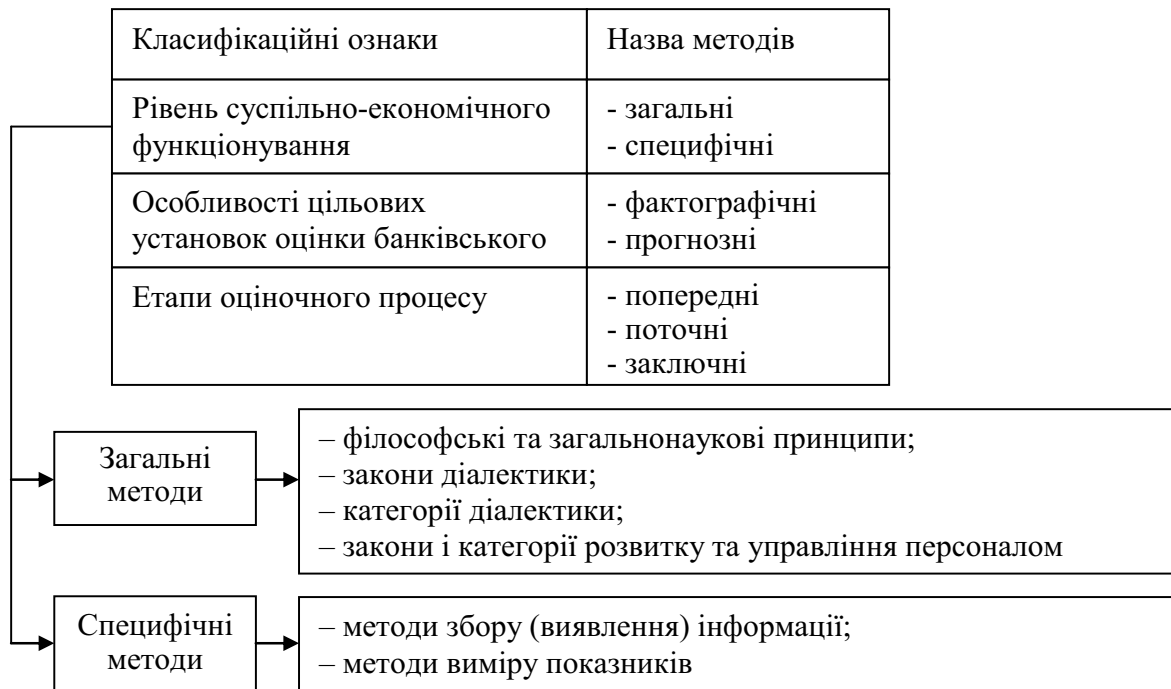 Класифікаційні ознаки
Назва методів
Рівень суспільно-економічного
функціонування
- загальні
- специфічні
Особливості цільових
установок оцінки банківського
- фактографічні
- прогнозні
Етапи оціночного процесу
- попередні
- поточні
- заключні
Загальні
методи
– філософські та загальнонаукові принципи;
– закони діалектики;
– категорії діалектики;
– закони і категорії розвитку та управління персоналом
Специфічні
методи
– методи збору (виявлення) інформації;
– методи виміру показників